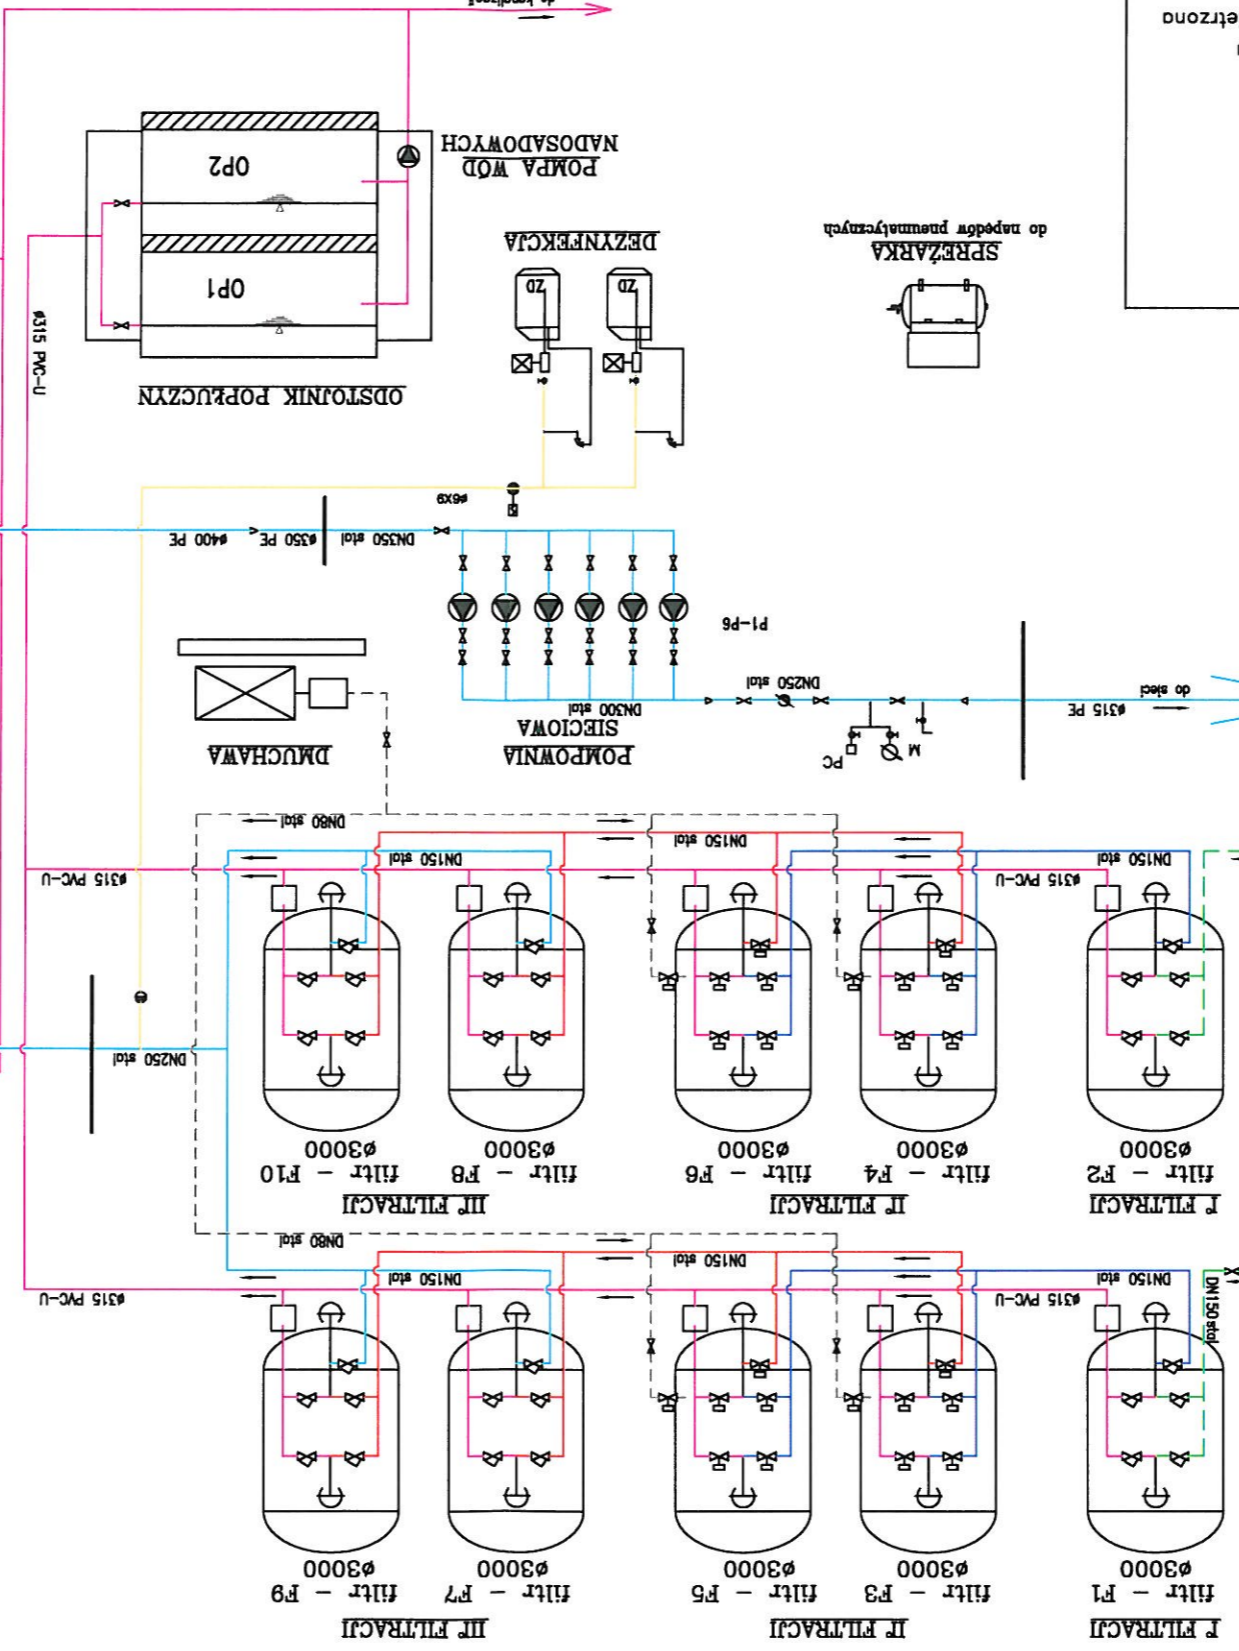 I° FILTRACJI
filtr - F1
ø3000
II° FILTRACJI
filtr - F3
ø3000
filtr - F5
ø3000
III° FILTRACJI
filtr - F7
ø3000
filtr - F9
ø3000
DN150 stal
DN150 stal
ø315 PVC-U
DN150 stal
DN150 stal
DN80 stal
ø315 PVC-U
I° FILTRACJI
filtr - F2
ø3000
II° FILTRACJI
filtr - F4
ø3000
filtr - F6
ø3000
III° FILTRACJI
filtr - F8
ø3000
filtr - F10
ø3000
DN250 stal
DN150 stal
ø315 PVC-U
DN150 stal
DN150 stal
DN80 stal
ø315 PVC-U
PC
M
POMPOWNIA
SIECIOWA
DMUCHAWA
do sieci
ø315 PE
DN250 stal
DN300 stal
P1-P6
DN350 stal
ø350 PE
ø400 PE
ø6X9
ODSTOJNIK POPŁUCZYN
ø315 PVC-U
OP1
OP2
ZD
ZD
DEZYNFEKCJA
SPREŻARKA
do napędów pneumatycznych
POMPA WÓD
NADOSADOWYCH
etrzona